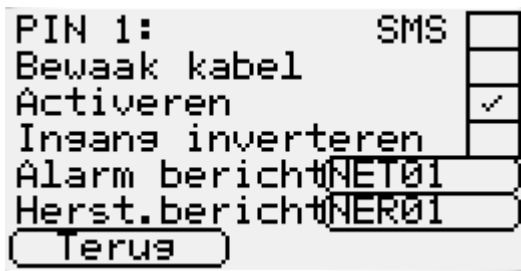 PIN 1: SMS
Bewaak kabel
Activeren
Ingang inverteren
Alarm bericht NET01
Herst.bericht NER01
Terug